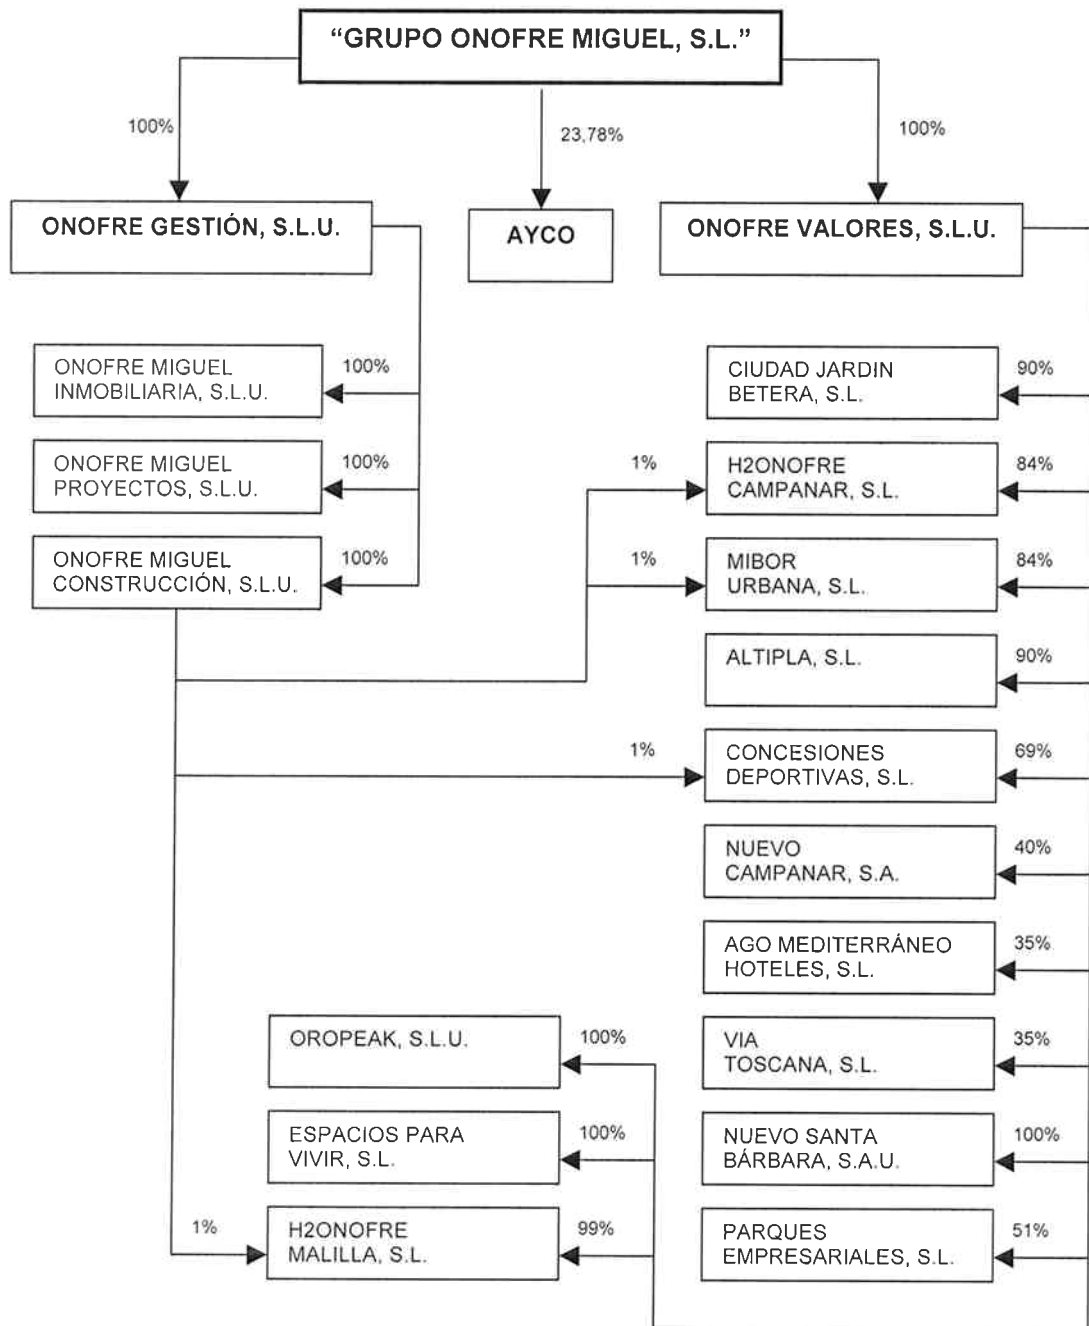 “GRUPO ONOFRE MIGUEL, S.L.”
100%
23,78%
100%
ONOFRE GESTIÓN, S.L.U.
AYCO
ONOFRE VALORES, S.L.U.
ONOFRE MIGUEL
INMOBILIARIA, S.L.U.
100%
ONOFRE MIGUEL
PROYECTOS, S.L.U.
100%
ONOFRE MIGUEL
CONSTRUCCIÓN, S.L.U.
100%
CIUDAD JARDIN
BETERA, S.L.
90%
1%
H2ONOFRE
CAMPANAR, S.L.
84%
1%
MIBOR
URBANA, S.L.
84%
ALTIPLA, S.L.
90%
1%
CONCESIONES
DEPORTIVAS, S.L.
69%
NUEVO
CAMPANAR, S.A.
40%
AGO MEDITERRÁNEO
HOTELES, S.L.
35%
OROPEAK, S.L.U.
100%
VIA
TOSCANA, S.L.
35%
ESPACIOS PARA
VIVIR, S.L.
100%
NUEVO SANTA
BÁRBARA, S.A.U.
100%
1%
H2ONOFRE
MALILLA, S.L.
99%
PARQUES
EMPRESARIALES, S.L.
51%